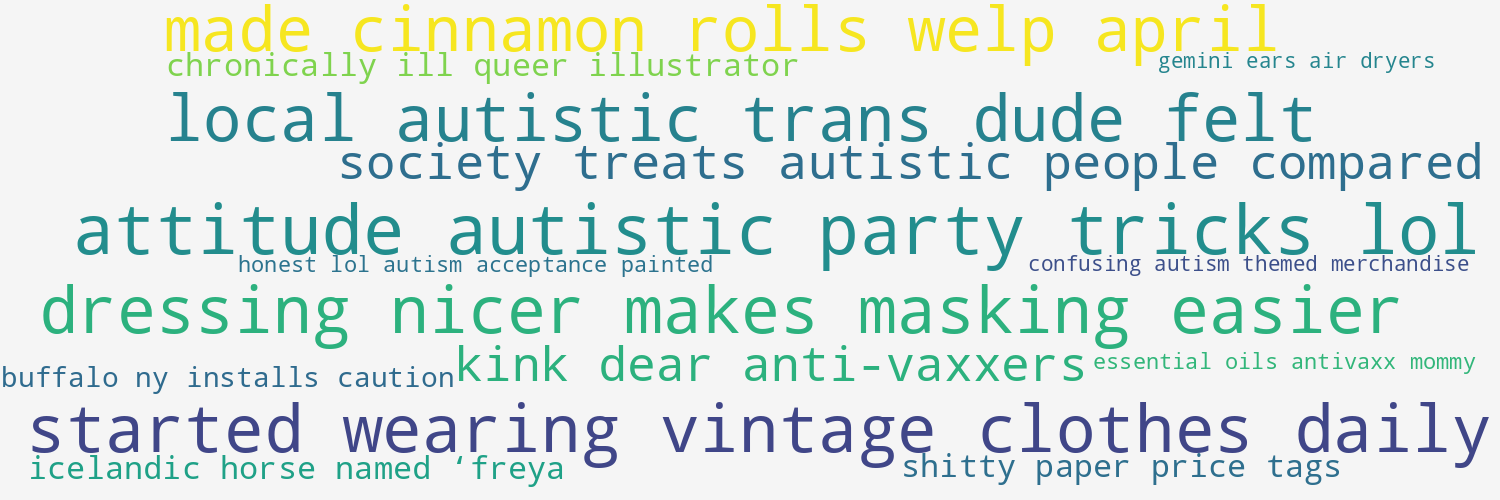 made cinnamon rolls welp april
chronically ill queer illustrator
gemini ears air dryers
local autistic trans dude felt
society treats autistic people compared
attitude autistic party tricks lol
honest lol autism acceptance painted
confusing autism themed merchandise
dressing nicer makes masking easier
kink dear anti-vaxxers
essential oils antivaxx mommy
buffalo ny installs caution
started wearing vintage clothes daily
icelandic horse named ‘freya
shitty paper price tags